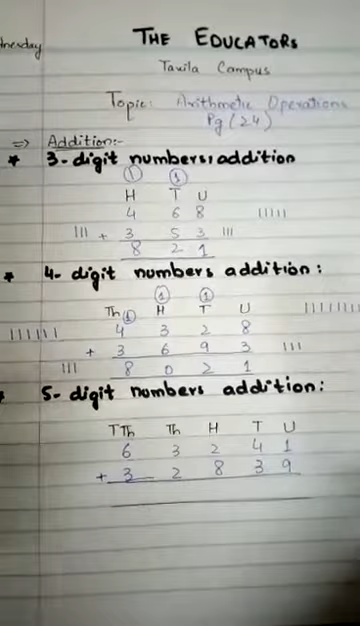 THE EDUCATORS
nesday
Taxila Campus
Topic: Arithmetic Operations
Pg (24)
=> Addition:-
* 3-digit numbers, addition
1 1
H T U
4 6 8 |||||
||| + 3 5 3 |||
8 2 1
* 4- digit numbers addition:
1 1
Th 1 H T U |||||||
|||||| 4 3 2 8
+ 3 6 9 3 |||
||| 8 0 2 1
5- digit numbers addition:
TTh Th H T U
6 3 2 4 1
+ 3 2 8 3 9